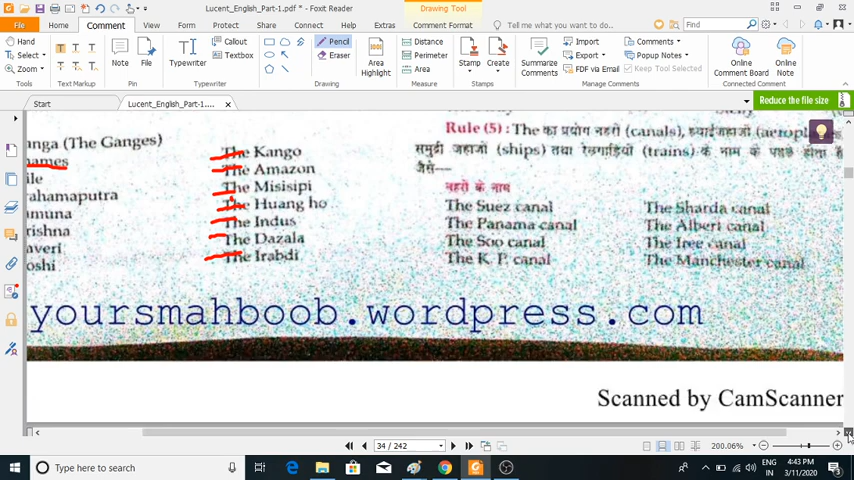 Lucent_English_Part-1.pdf * - Foxit Reader
Drawing Tool
File
Home
Comment
View
Form
Protect
Share
Connect
Help
Extras
Comment Format
Tell me what you want to do...
Find
Hand
Select
Zoom
Note
File
Typewriter
Callout
Textbox
Pencil
Eraser
Area
Highlight
Distance
Perimeter
Area
Stamp
Create
Summarize
Comments
Import
Export
FDF via Email
Comments
Popup Notes
Keep Tool Selected
Online
Comment Board
Online
Note
Text Markup
Typewriter
Drawing
Measure
Stamps
Manage Comments
Connected Comment
Start
Lucent_English_Part-1....
Reduce the file size
anga (The Ganges)
hames
ile
rahamaputra
amuna
rishna
averi
oshi
The Kango
The Amazon
The Misisipi
The Huang ho
The Indus
The Dazala
The Irabdi
Rule (5) : The का प्रयोग नहरों (canals), हवाईजहाजों (aeropla
समुद्री जहाजों (ships) तथा रेलगाड़ियों (trains) के नाम के पहले होता है
जैसे—
नहरों के नाम
The Suez canal
The Panama canal
The Soo canal
The K. P. canal
The Sharda canal
The Albert canal
The Iree canal
The Manchester canal
yoursmahboob.wordpress.com
Scanned by CamScanner
34 / 242
200.06%
Type here to search
ENG
IN
4:43 PM
3/11/2020